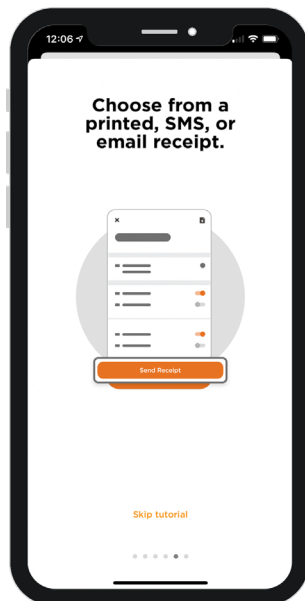 12:06
Choose from a
printed, SMS, or
email receipt.
Send Receipt
Skip tutorial